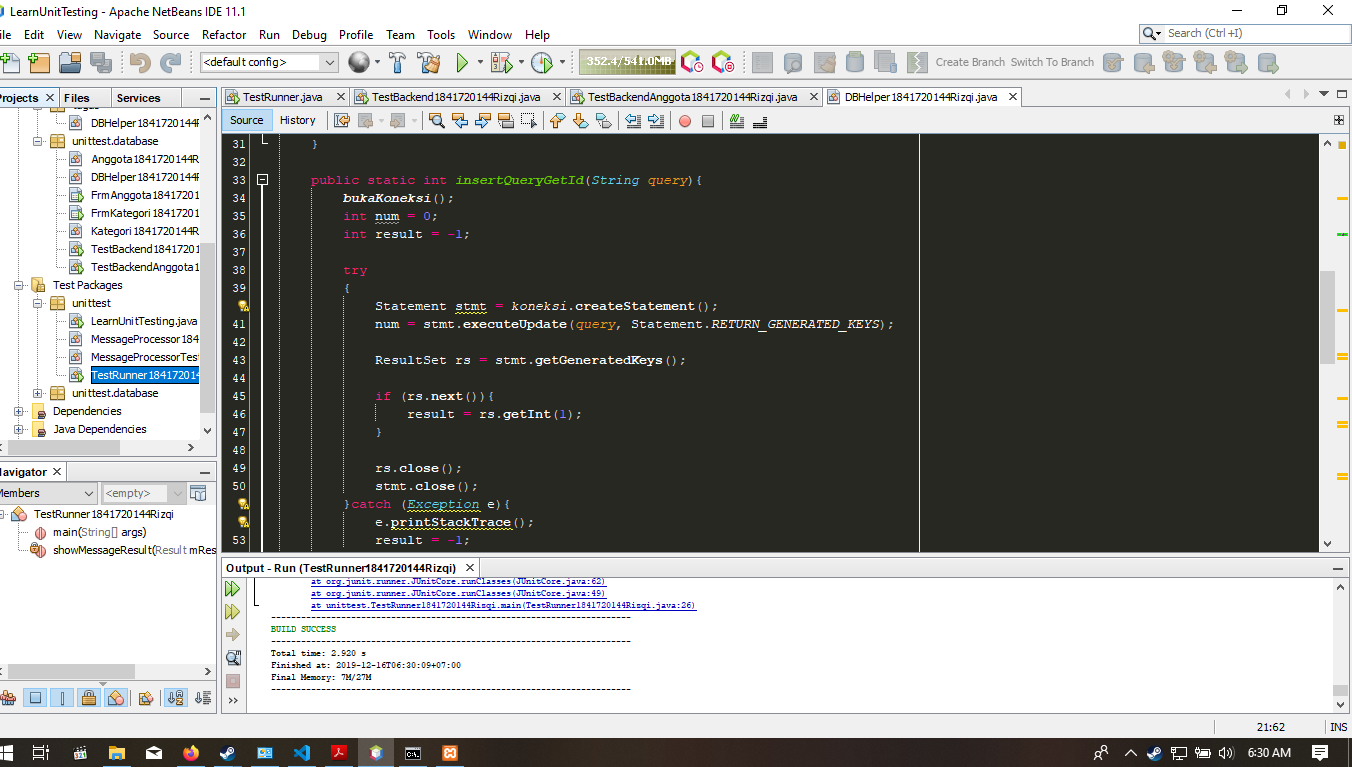 LearnUnitTesting - Apache NetBeans IDE 11.1
ile Edit View Navigate Source Refactor Run Debug Profile Team Tools Window Help
Search (Ctrl+I)
<default config>
352.4/541.0MB
Create Branch Switch To Branch
Projects Files Services
TestRunner.java TestBackend1841720144Rizqi.java TestBackendAnggota1841720144Rizqi.java DBHelper1841720144Rizqi.java
Source History
DBHelper1841720144R
unittest.database
Anggota1841720144R
DBHelper1841720144R
FrmAnggota184172014
FrmKategori184172014
Kategori1841720144R
TestBackend18417201
TestBackendAnggota1
Test Packages
unittest
LearnUnitTesting.java
MessageProcessor184
MessageProcessorTes
TestRunner184172014
unittest.database
Dependencies
Java Dependencies
31 }
32
33 public static int insertQueryGetId(String query){
34 bukaKoneksi();
35 int num = 0;
36 int result = -1;
37
38 try
39 {
Statement stmt = koneksi.createStatement();
41 num = stmt.executeUpdate(query, Statement.RETURN_GENERATED_KEYS);
42
43 ResultSet rs = stmt.getGeneratedKeys();
44
45 if (rs.next()){
46 result = rs.getInt(1);
47 }
48
49 rs.close();
50 stmt.close();
}catch (Exception e){
e.printStackTrace();
53 result = -1;
Navigator
Members <empty>
TestRunner1841720144Rizqi
main(String[] args)
showMessageResult(Result mRes
Output - Run (TestRunner1841720144Rizqi)
at org.junit.runner.JUnitCore.runClasses(JUnitCore.java:62)
at org.junit.runner.JUnitCore.runClasses(JUnitCore.java:49)
at unittest.TestRunner1841720144Rizqi.main(TestRunner1841720144Rizqi.java:26)
------------------------------------------------------------------------
BUILD SUCCESS
------------------------------------------------------------------------
Total time: 2.920 s
Finished at: 2019-12-16T06:30:09+07:00
Final Memory: 7M/27M
------------------------------------------------------------------------
21:62 INS
6:30 AM